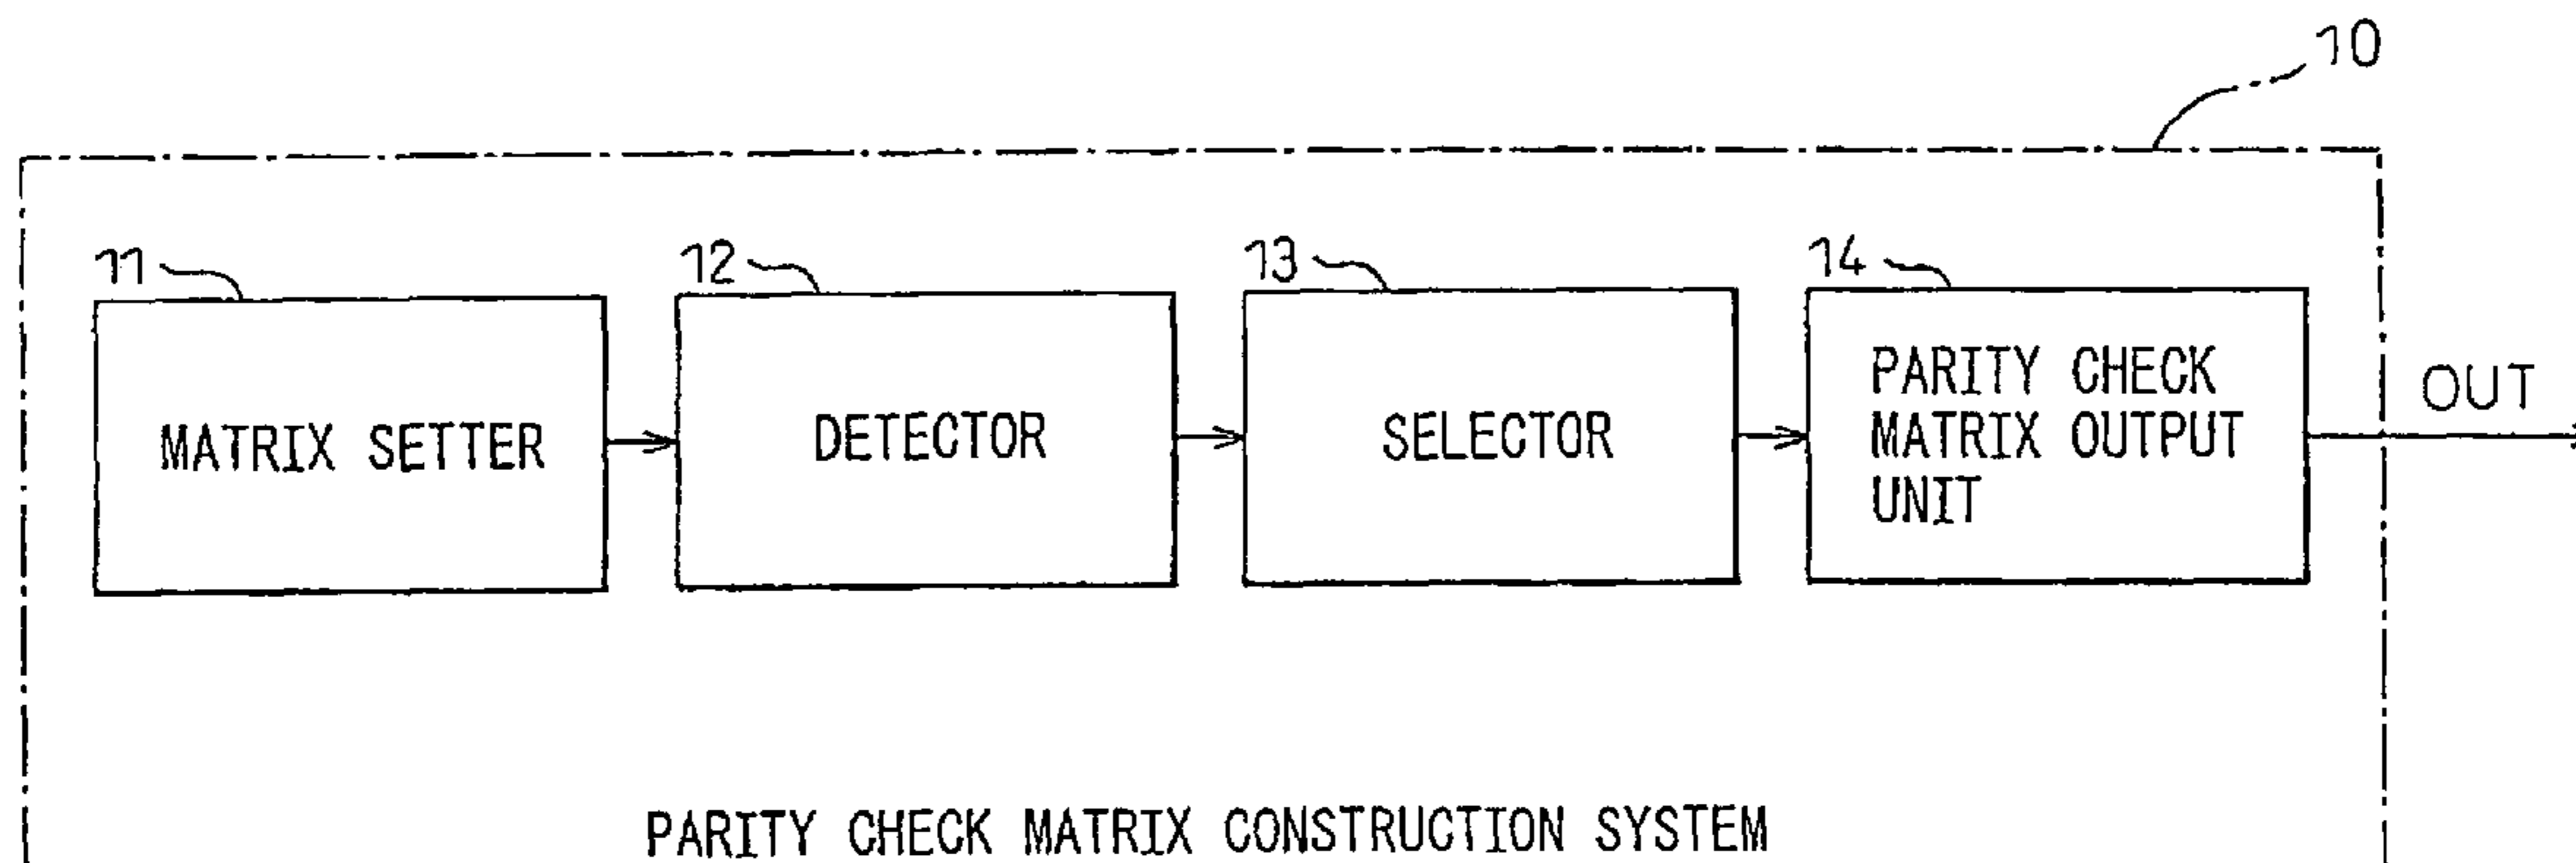 10
11
12
13
14
MATRIX SETTER
DETECTOR
SELECTOR
PARITY CHECK
MATRIX OUTPUT
UNIT
OUT
PARITY CHECK MATRIX CONSTRUCTION SYSTEM